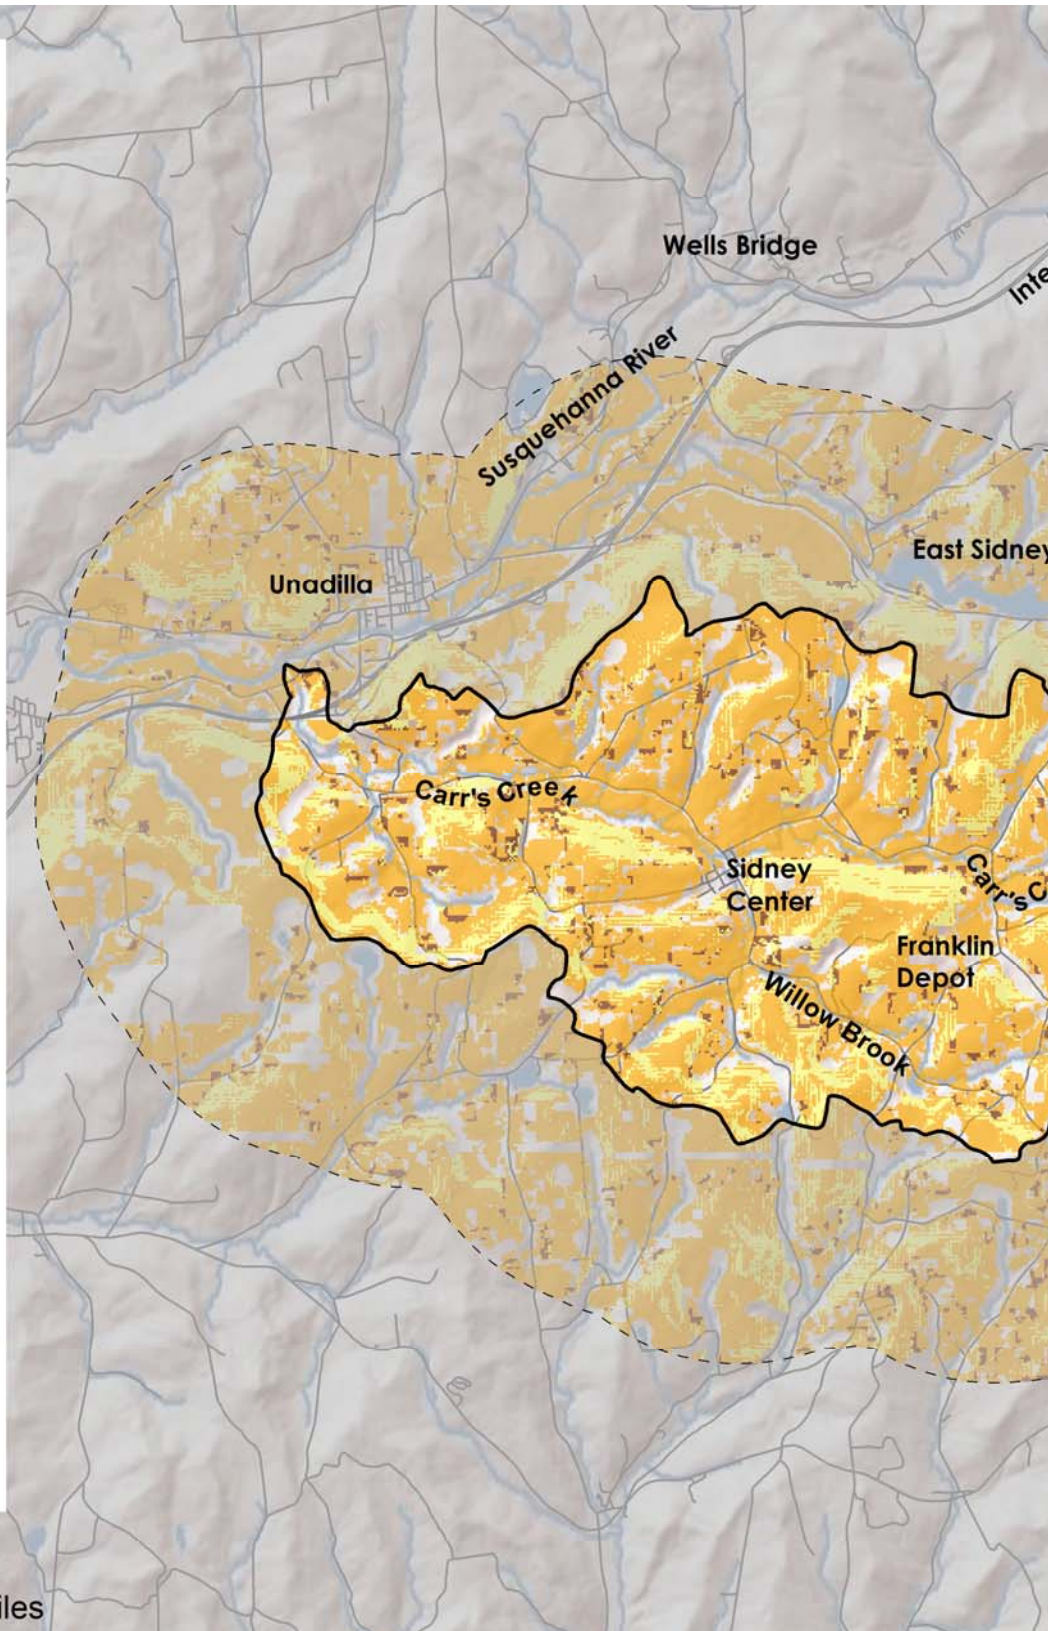 Wells Bridge
Inte
Susquehanna River
East Sidney
Unadilla
Carr's Creek
Sidney
Center
Carr's C
Franklin
Depot
Willow Brook
iles